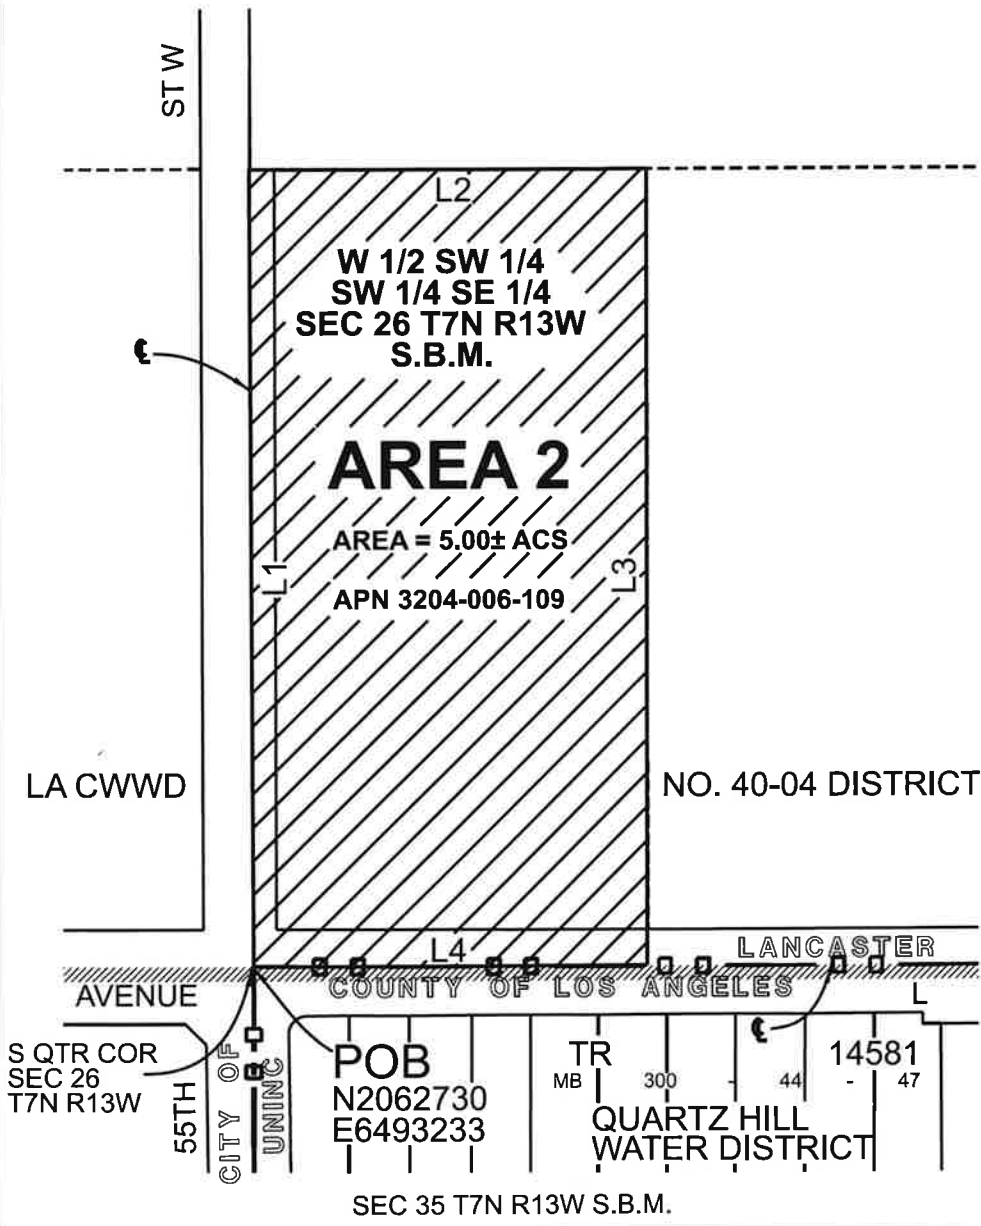 ST W
L2
W 1/2 SW 1/4
SW 1/4 SE 1/4
SEC 26 T7N R13W
S.B.M.
℄
AREA 2
AREA = 5.00± ACS
L1
L3
APN 3204-006-109
LA CWWD
NO. 40-04 DISTRICT
L4
LANCASTER
AVENUE
COUNTY OF LOS ANGELES
L
℄
S QTR COR
SEC 26
T7N R13W
55TH
CITY OF
UNINC
POB
N2062730
E6493233
TR 14581
MB 300 - 44 - 47
QUARTZ HILL
WATER DISTRICT
SEC 35 T7N R13W S.B.M.